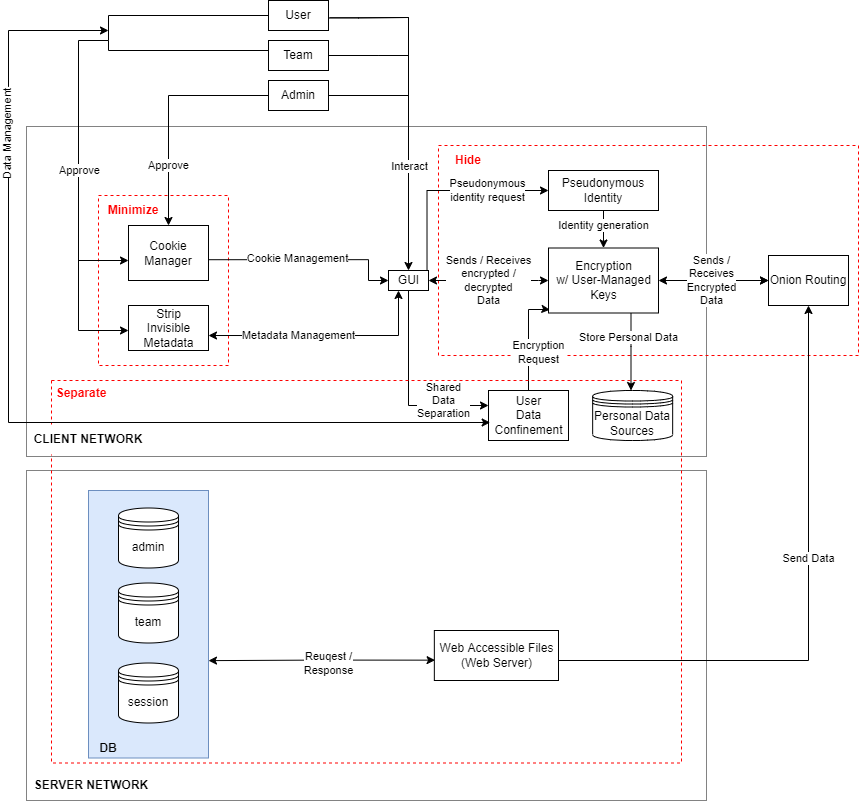 User
Team
Admin
Data Management
Approve
Approve
Interact
Hide
Pseudonymous
identity request
Pseudonymous
Identity
Minimize
Identity generation
Cookie
Manager
Cookie Management
GUI
Sends / Receives
encrypted /
decrypted
Data
Encryption
w/ User-Managed
Keys
Sends /
Receives
Encrypted
Data
Onion Routing
Strip
Invisible
Metadata
Metadata Management
Encryption
Request
Store Personal Data
Separate
Shared
Data
Separation
User
Data
Confinement
Personal Data
Sources
CLIENT NETWORK
admin
team
session
DB
Reuqest /
Response
Web Accessible Files
(Web Server)
Send Data
SERVER NETWORK